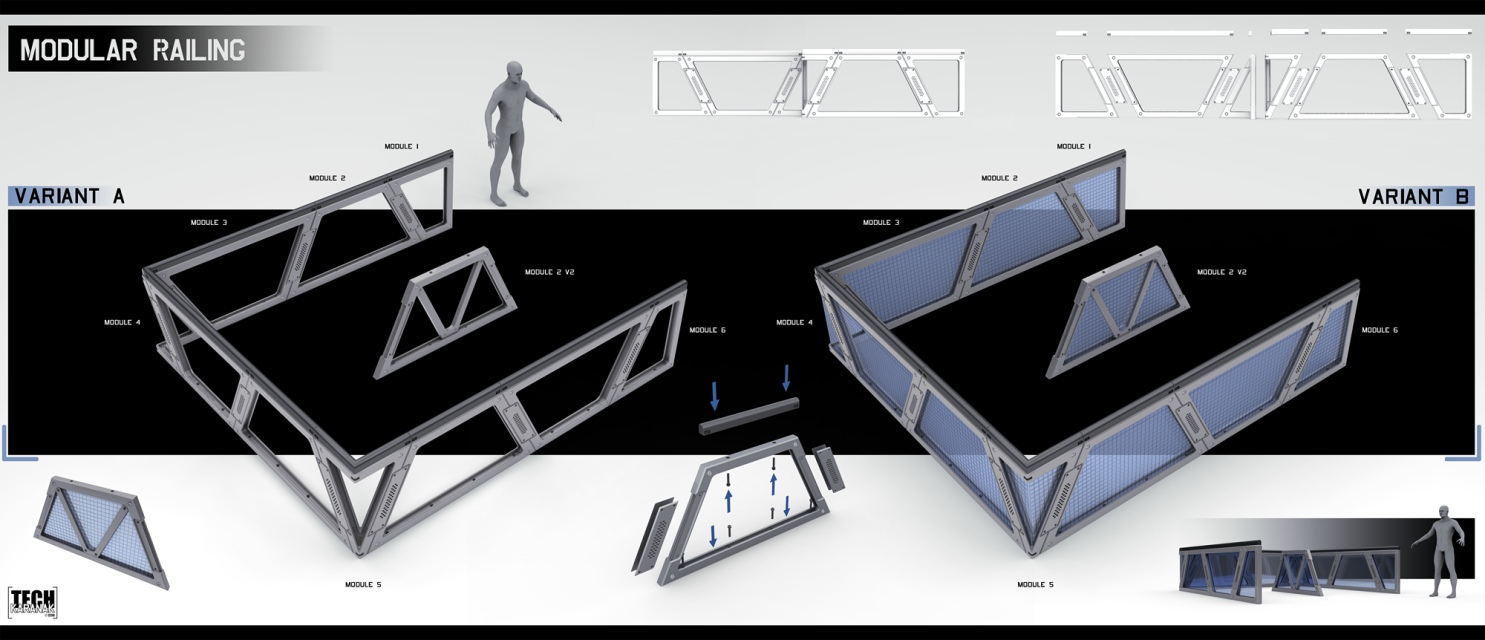 MODULAR RAILING
MODULE 1
MODULE 2
VARIANT A
MODULE 3
MODULE 2 V2
MODULE 4
MODULE 6
MODULE 5
MODULE 1
MODULE 2
VARIANT B
MODULE 3
MODULE 2 V2
MODULE 4
MODULE 6
MODULE 5
TECH
KARANAK